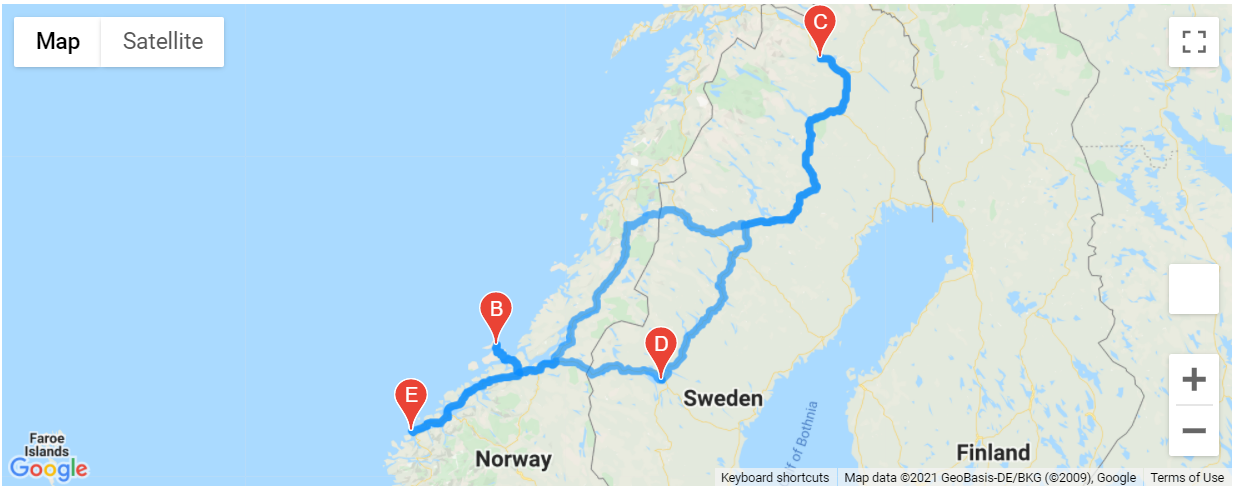 Map
Satellite
C
B
D
E
Sweden
Norway
Finland
Faroe
Islands
Google
f of Bothnia
Keyboard shortcuts
Map data ©2021 GeoBasis-DE/BKG (©2009), Google
Terms of Use